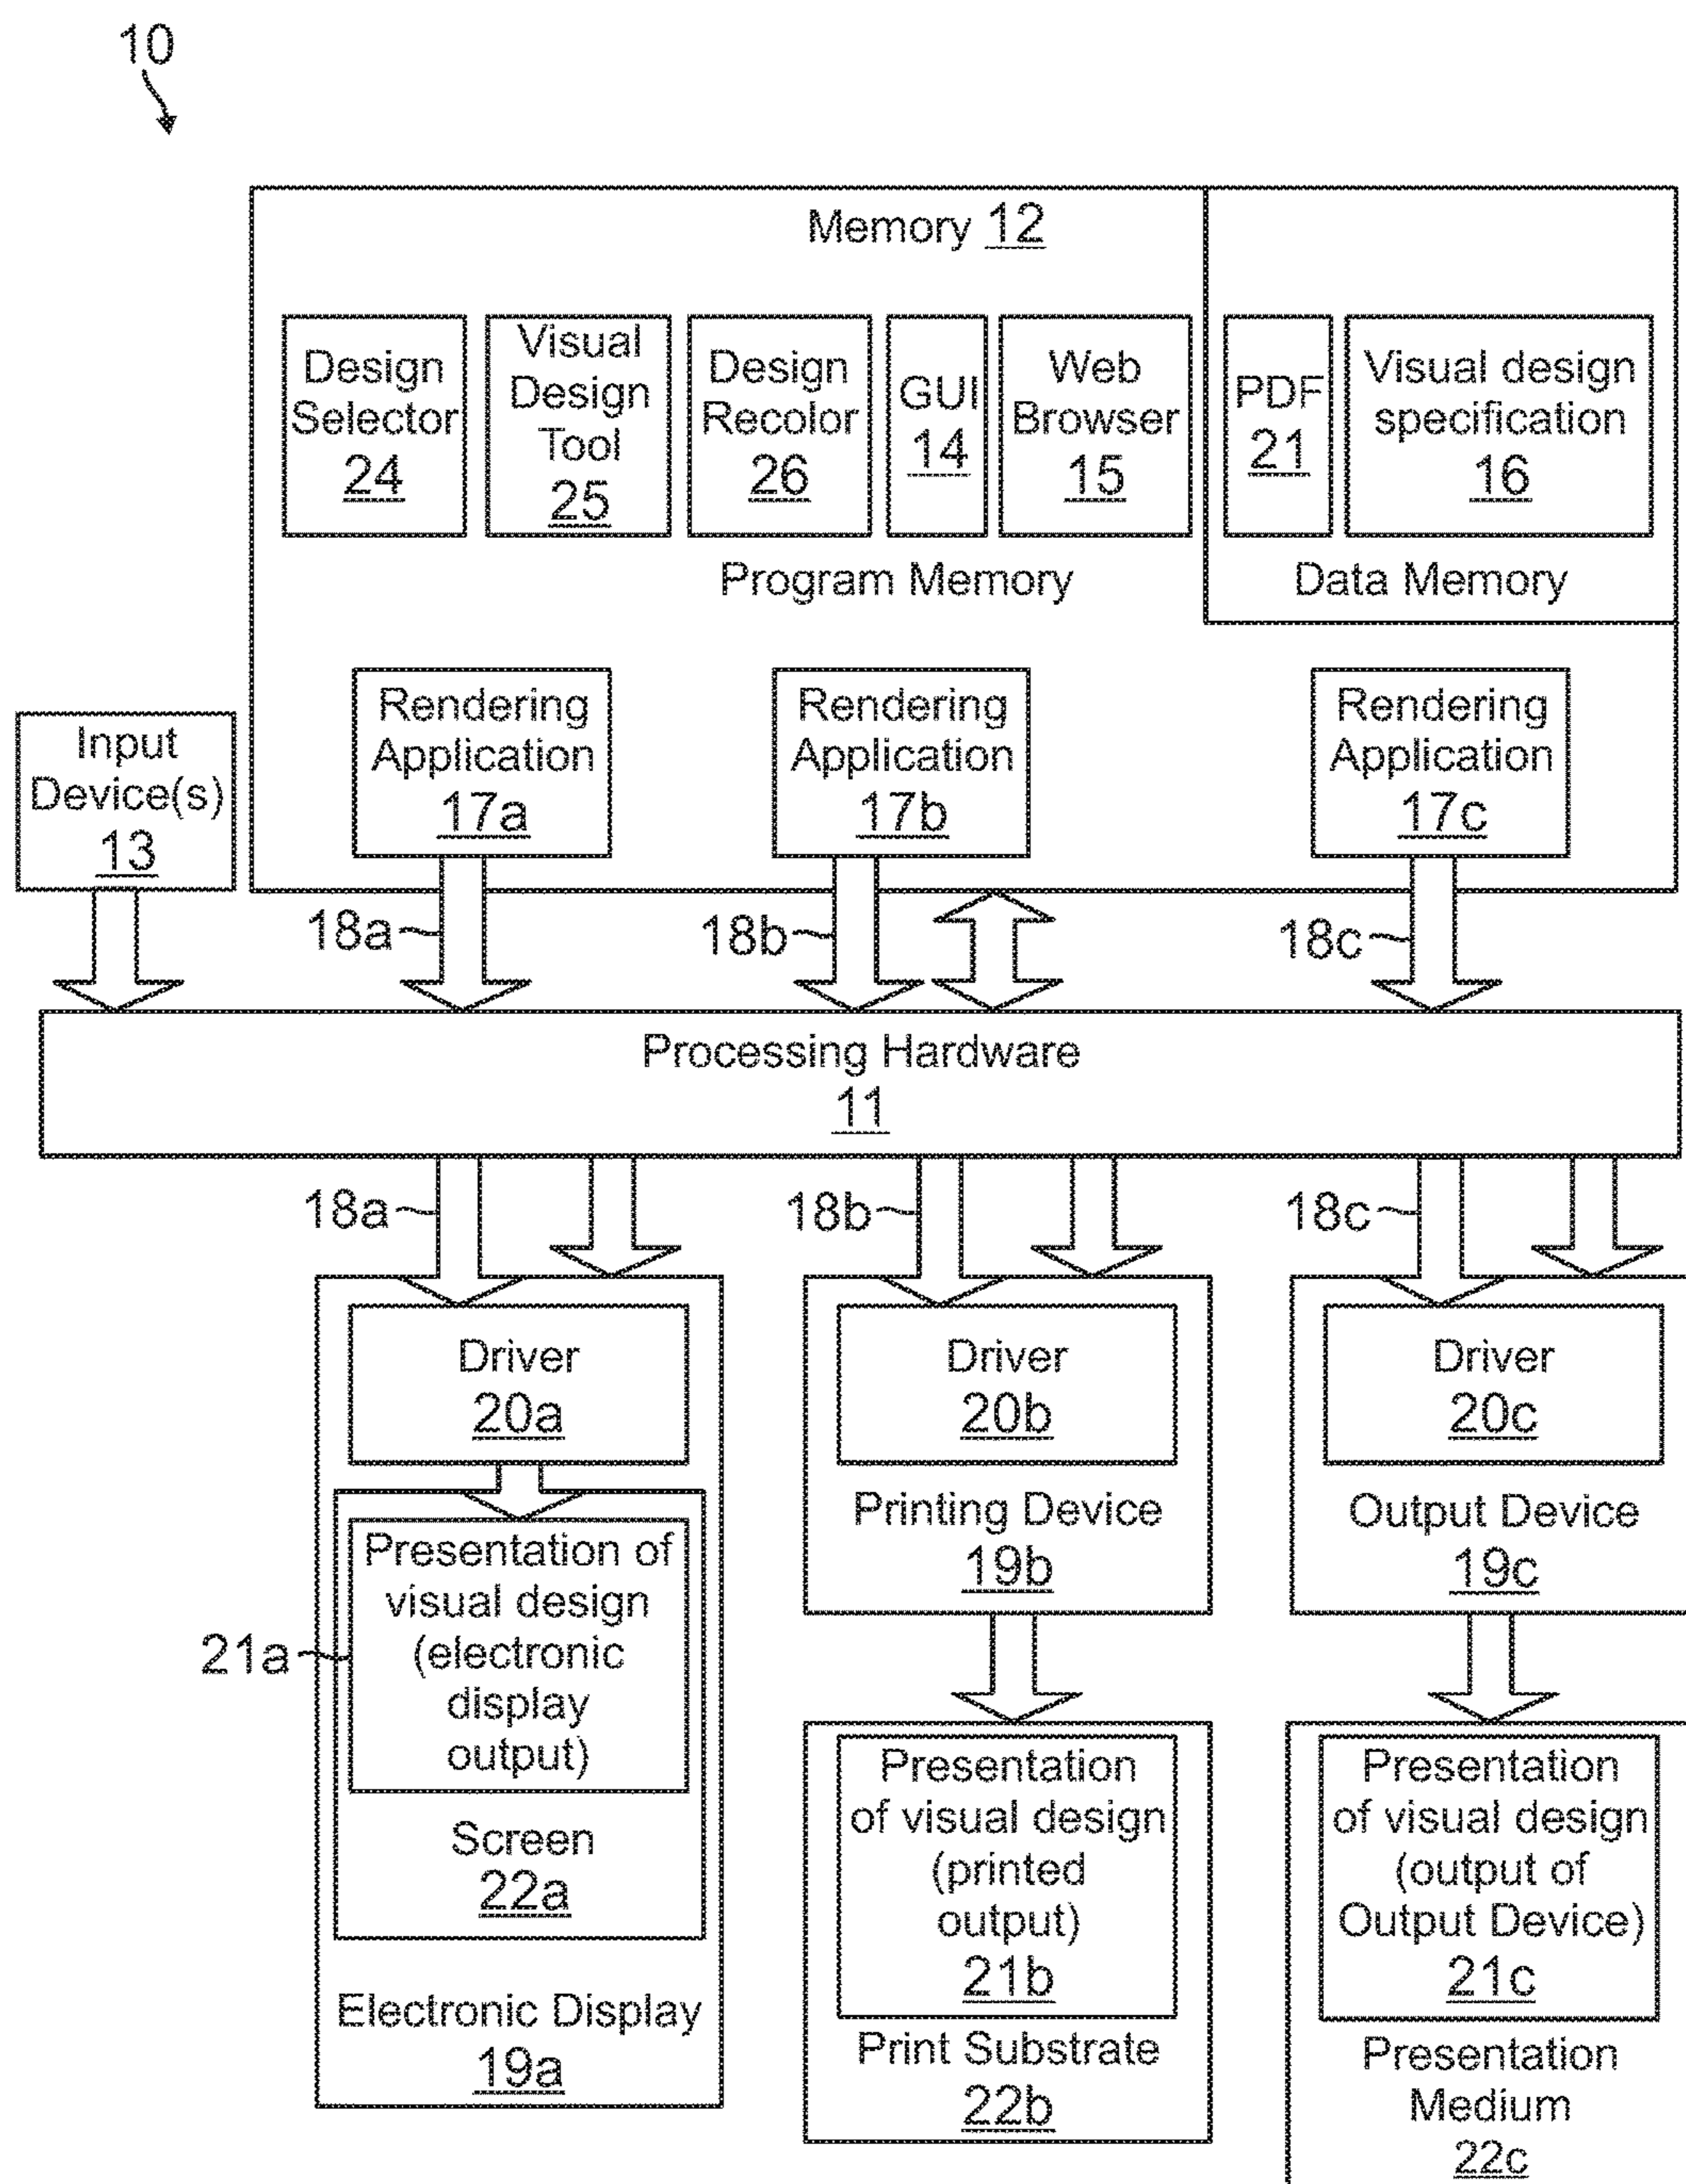 10
Memory 12
Design
Selector
24
Visual
Design
Tool
25
Design
Recolor
26
GUI
14
Web
Browser
15
PDF
21
Visual design
specification
16
Program Memory
Data Memory
Input
Device(s)
13
Rendering
Application
17a
Rendering
Application
17b
Rendering
Application
17c
18a
18b
18c
Processing Hardware
11
18a
18b
18c
Driver
20a
Driver
20b
Driver
20c
Printing Device
19b
Output Device
19c
21a
Presentation of
visual design
(electronic
display
output)
Screen
22a
Electronic Display
19a
Presentation
of visual design
(printed
output)
21b
Print Substrate
22b
Presentation
of visual design
(output of
Output Device)
21c
Presentation
Medium
22c